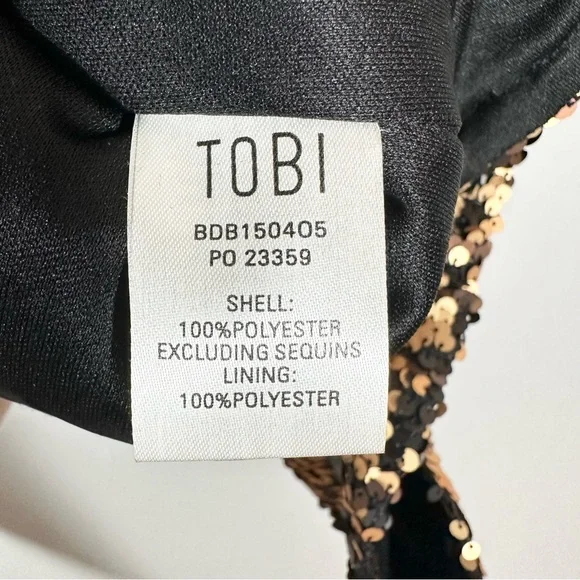 TOBI
BDB150405
PO 23359
SHELL:
100%POLYESTER
EXCLUDING SEQUINS
LINING:
100%POLYESTER